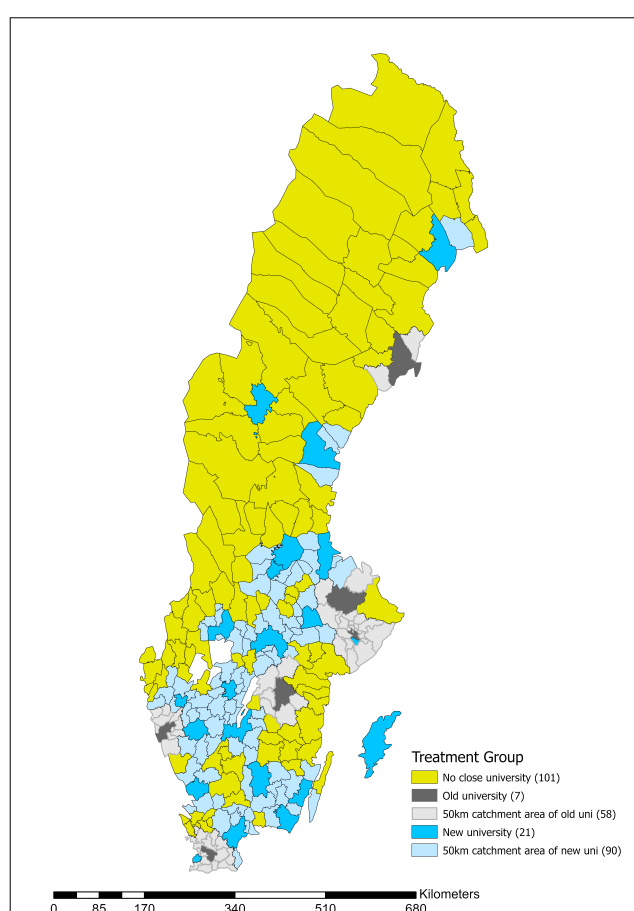 Treatment Group
No close university (101)
Old university (7)
50km catchment area of old uni (58)
New university (21)
50km catchment area of new uni (90)
Kilometers
0 85 170 340 510 680